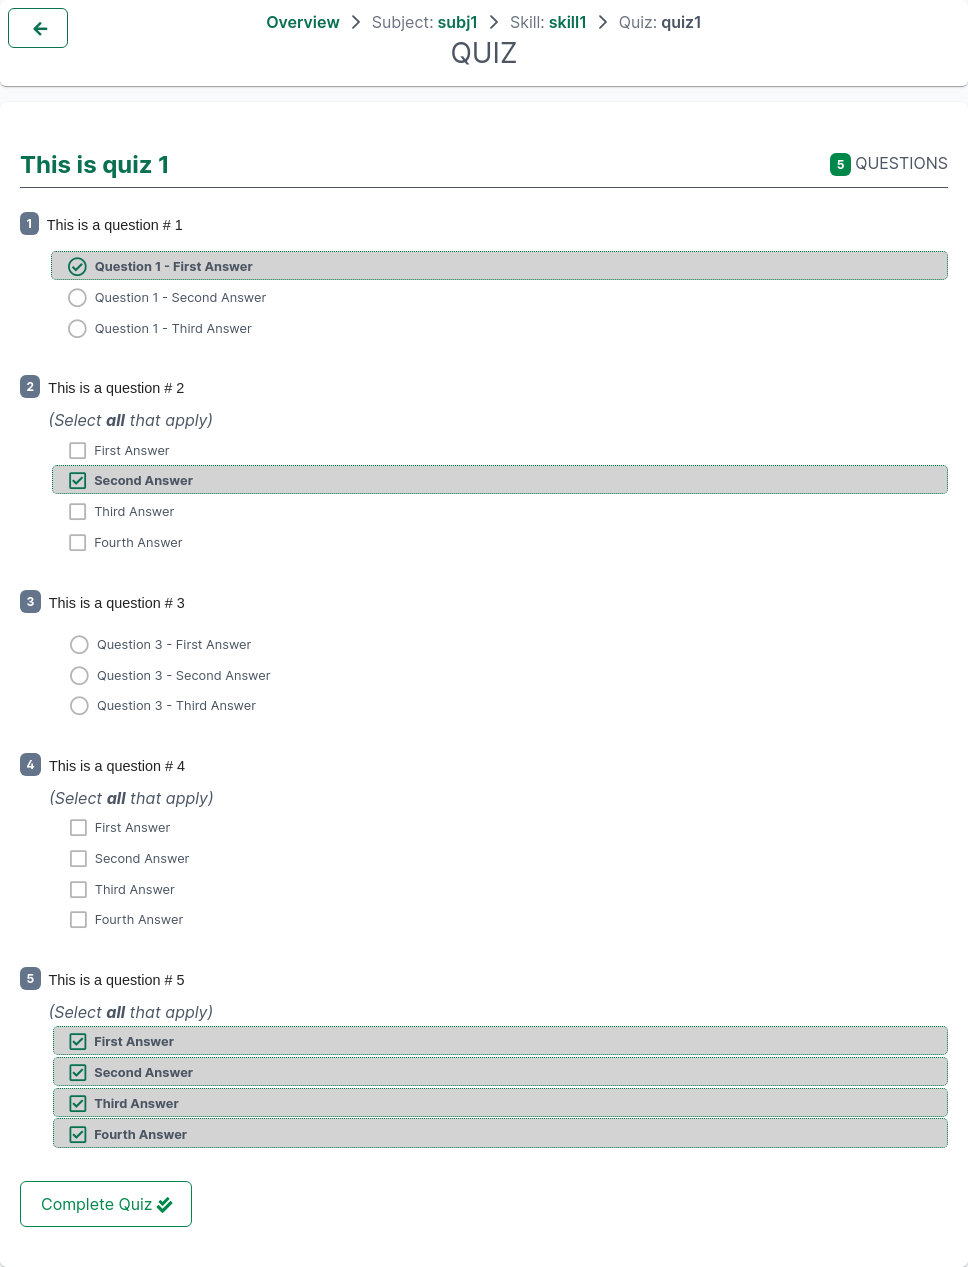 Overview > Subject: subj1 > Skill: skill1 > Quiz: quiz1
QUIZ
This is quiz 1
5 QUESTIONS
1 This is a question # 1
Question 1 - First Answer
Question 1 - Second Answer
Question 1 - Third Answer
2 This is a question # 2
(Select all that apply)
First Answer
Second Answer
Third Answer
Fourth Answer
3 This is a question # 3
Question 3 - First Answer
Question 3 - Second Answer
Question 3 - Third Answer
4 This is a question # 4
(Select all that apply)
First Answer
Second Answer
Third Answer
Fourth Answer
5 This is a question # 5
(Select all that apply)
First Answer
Second Answer
Third Answer
Fourth Answer
Complete Quiz